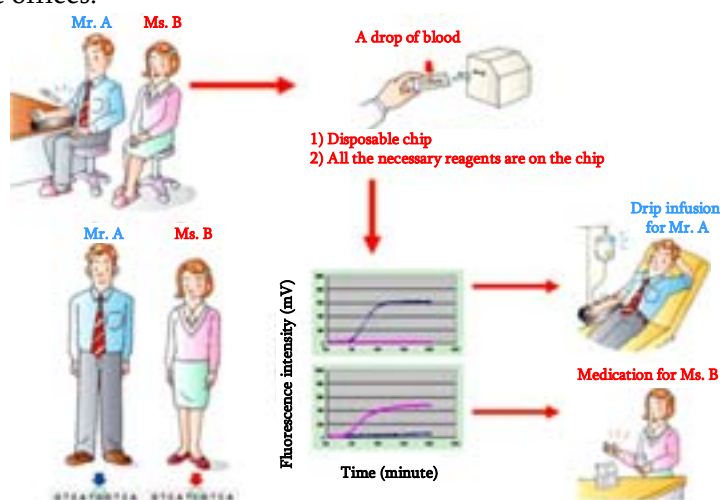 e offices.
Mr. A
Ms. B
A drop of blood
1) Disposable chip
2) All the necessary reagents are on the chip
Mr. A
Ms. B
Drip infusion
for Mr. A
Fluorescence intensity (mV)
Medication for Ms. B
Time (minute)